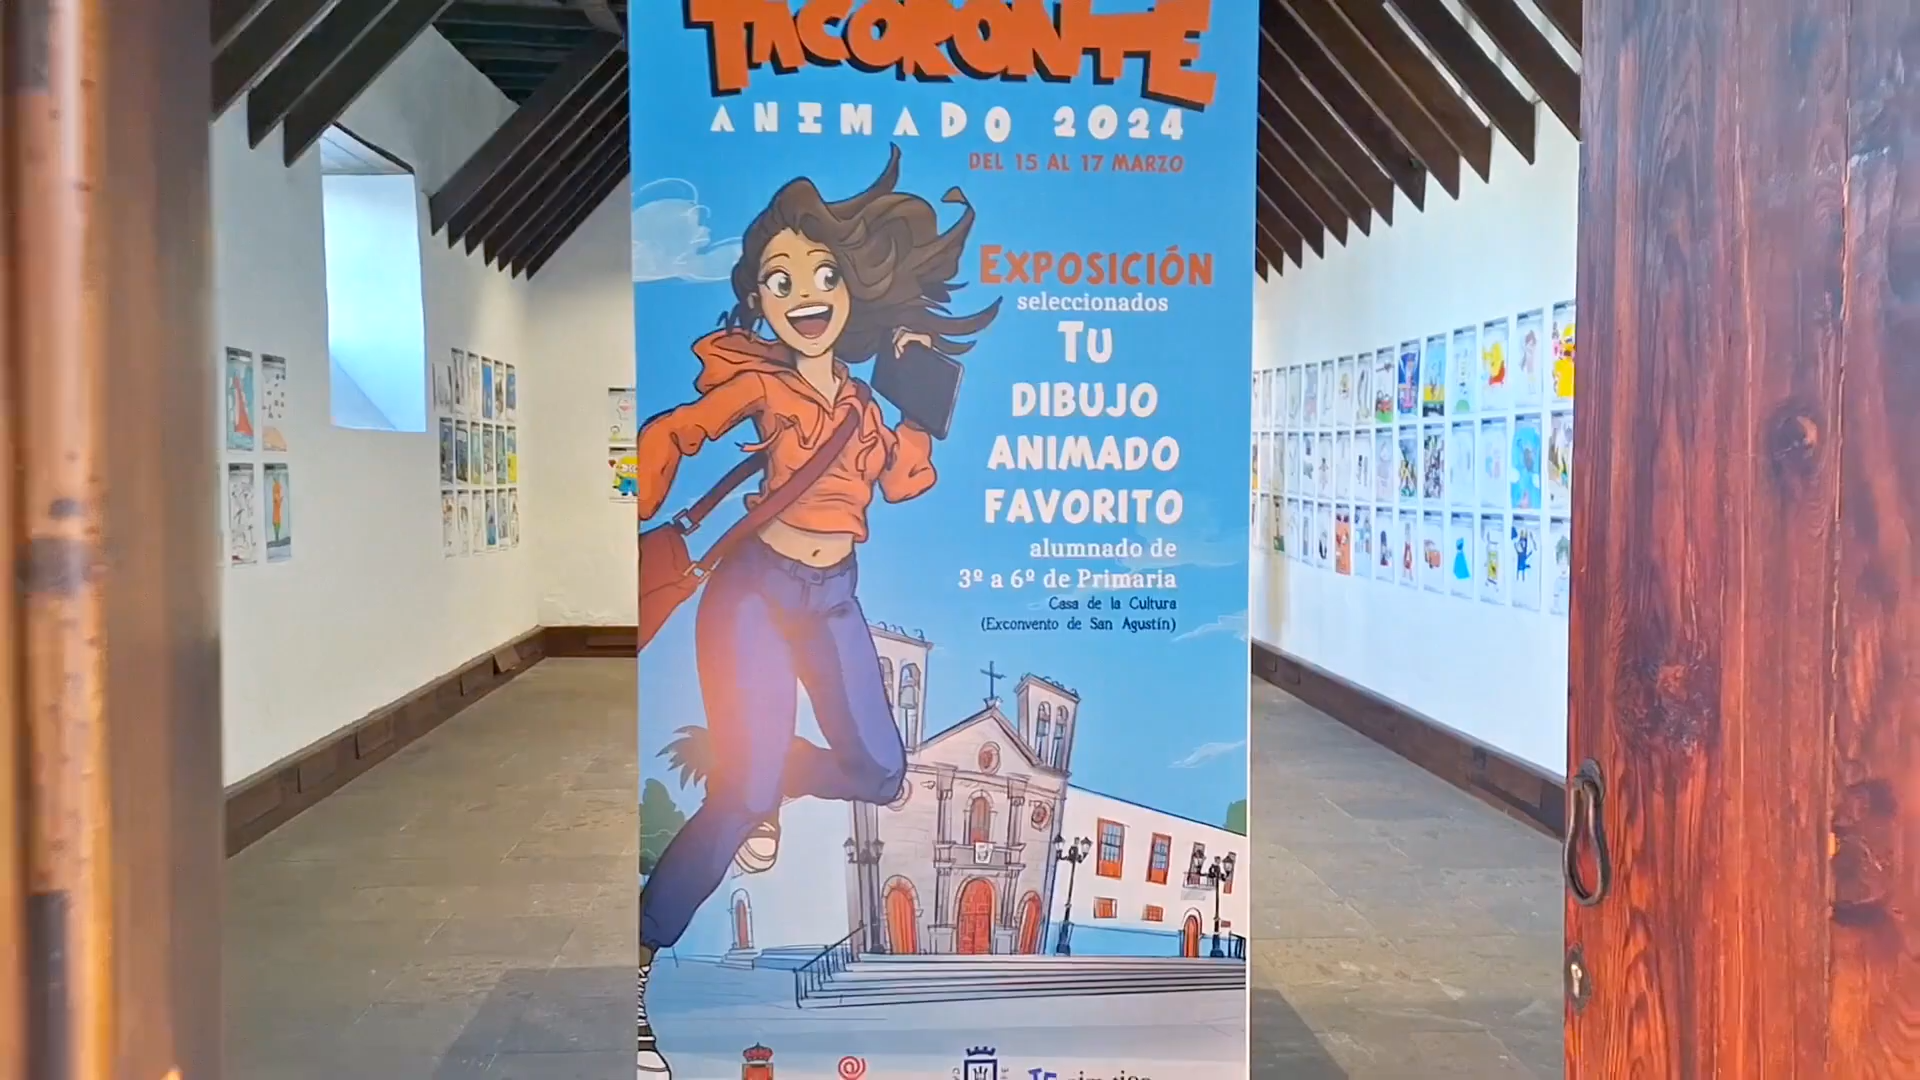 TACORONTE
ANIMADO 2024
DEL 15 AL 17 MARZO
EXPOSICIÓN
seleccionados
TU
DIBUJO
ANIMADO
FAVORITO
alumnado de
3º a 6º de Primaria
Casa de la Cultura
(Exconvento de San Agustín)